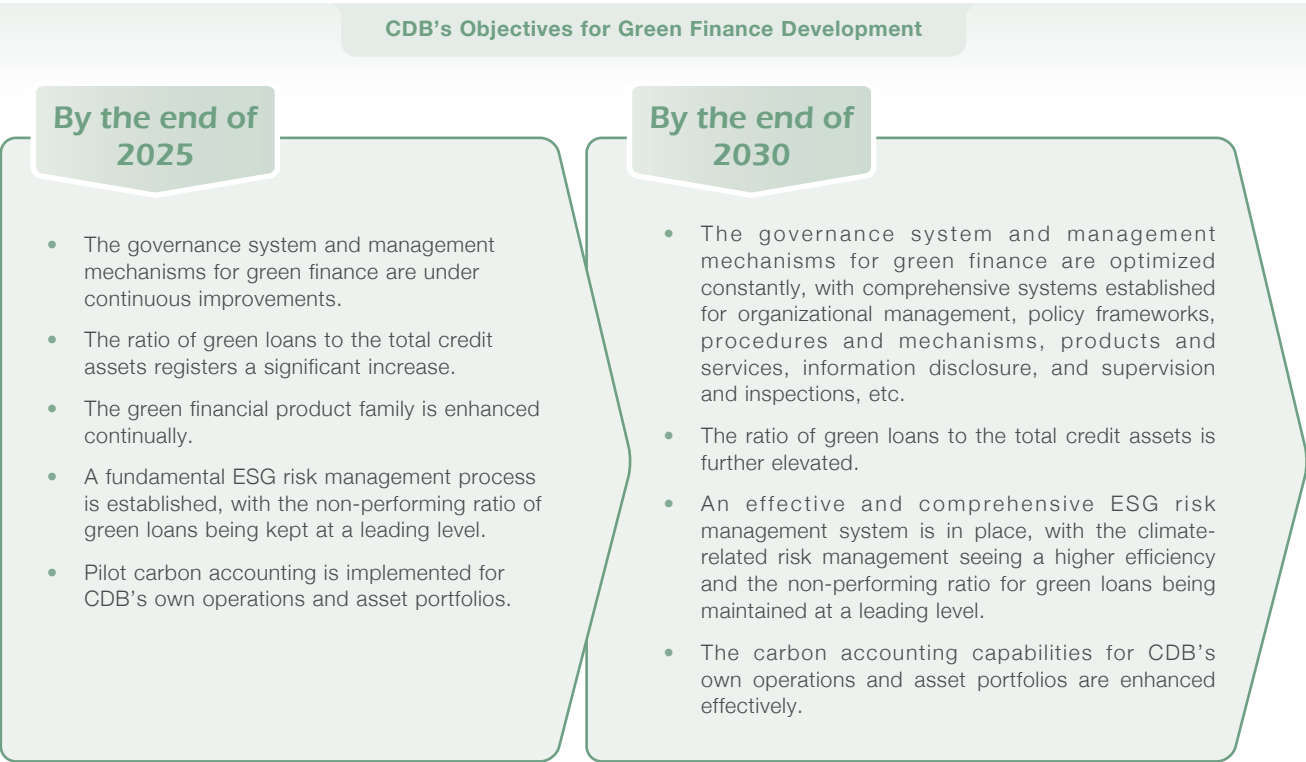 CDB's Objectives for Green Finance Development
By the end of
2025
• The governance system and management
mechanisms for green finance are under
continuous improvements.
• The ratio of green loans to the total credit
assets registers a significant increase.
• The green financial product family is enhanced
continually.
• A fundamental ESG risk management process
is established, with the non-performing ratio of
green loans being kept at a leading level.
• Pilot carbon accounting is implemented for
CDB's own operations and asset portfolios.
By the end of
2030
• The governance system and management
mechanisms for green finance are optimized
constantly, with comprehensive systems established
for organizational management, policy frameworks,
procedures and mechanisms, products and
services, information disclosure, and supervision
and inspections, etc.
• The ratio of green loans to the total credit assets is
further elevated.
• An effective and comprehensive ESG risk
management system is in place, with the climate-
related risk management seeing a higher efficiency
and the non-performing ratio for green loans being
maintained at a leading level.
• The carbon accounting capabilities for CDB's
own operations and asset portfolios are enhanced
effectively.